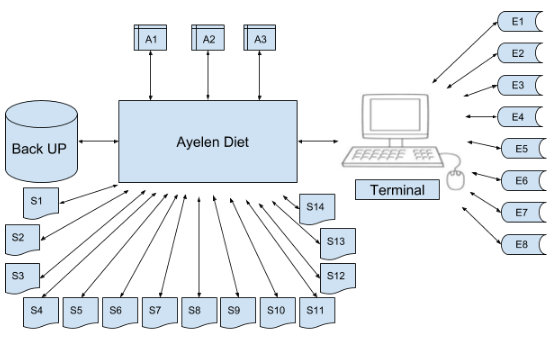 E1
A1
A2
A3
E2
E3
E4
Back UP
Ayelen Diet
E5
Terminal
E6
S1
S14
E7
S2
S13
E8
S3
S12
S4
S5
S6
S7
S8
S9
S10
S11